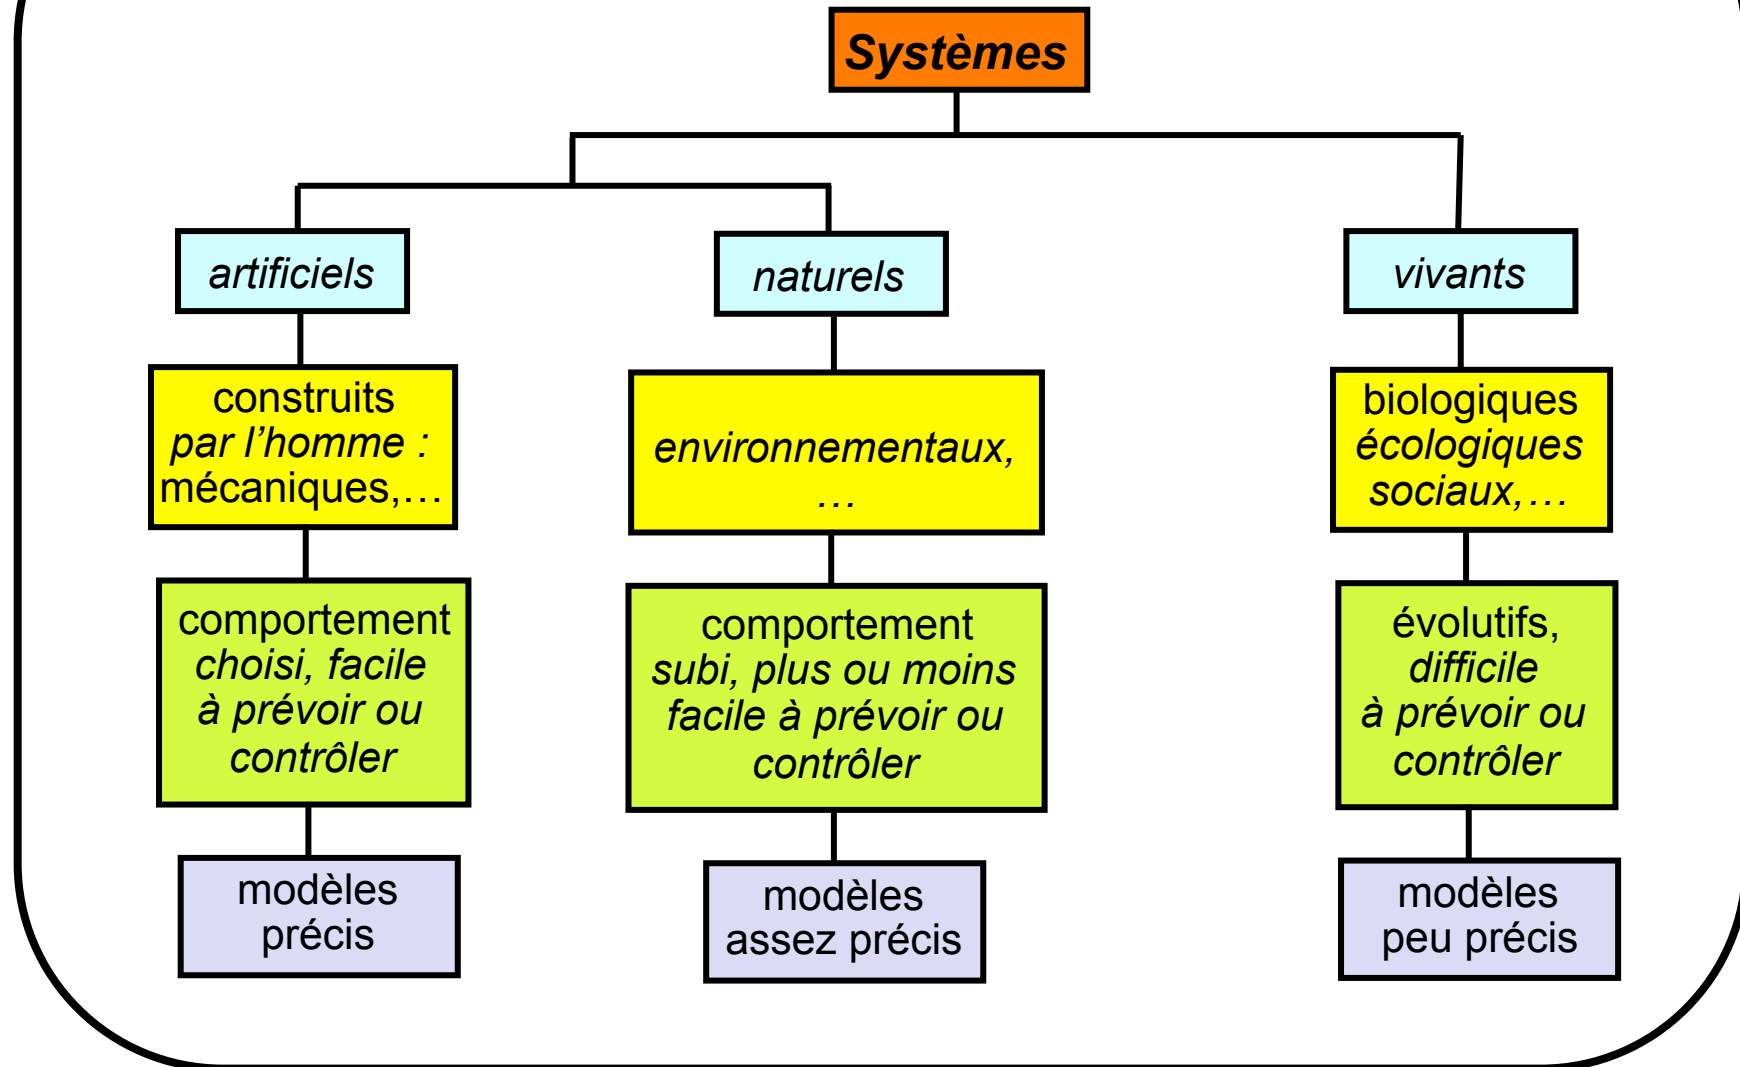 Systèmes
artificiels
naturels
vivants
construits
par l’homme :
mécaniques,…
environnementaux,
…
biologiques
écologiques
sociaux,…
comportement
choisi, facile
à prévoir ou
contrôler
comportement
subi, plus ou moins
facile à prévoir ou
contrôler
évolutifs,
difficile
à prévoir ou
contrôler
modèles
précis
modèles
assez précis
modèles
peu précis